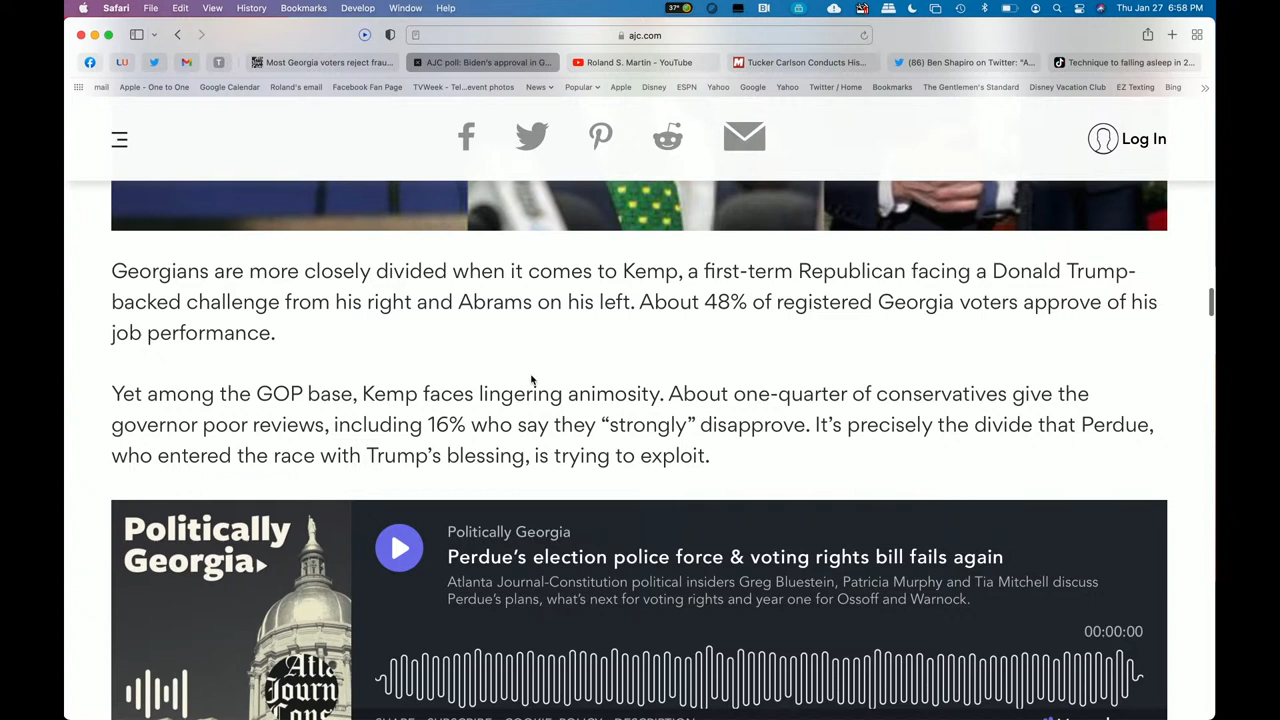 Safari File Edit View History Bookmarks Develop Window Help 37° Thu Jan 27 6:58 PM
ajc.com
Most Georgia voters reject frau... AJC poll: Biden's approval in G... Roland S. Martin - YouTube Tucker Carlson Conducts His... (86) Ben Shapiro on Twitter: "A... Technique to falling asleep in 2...
mail Apple - One to One Google Calendar Roland's email Facebook Fan Page TVWeek - Tel...event photos News Popular Apple Disney ESPN Yahoo Google Yahoo Twitter / Home Bookmarks The Gentlemen's Standard Disney Vacation Club EZ Texting Bing
Log In
Georgians are more closely divided when it comes to Kemp, a first-term Republican facing a Donald Trump-
backed challenge from his right and Abrams on his left. About 48% of registered Georgia voters approve of his
job performance.
Yet among the GOP base, Kemp faces lingering animosity. About one-quarter of conservatives give the
governor poor reviews, including 16% who say they “strongly” disapprove. It’s precisely the divide that Perdue,
who entered the race with Trump’s blessing, is trying to exploit.
Politically
Georgia
Politically Georgia
Perdue’s election police force & voting rights bill fails again
Atlanta Journal-Constitution political insiders Greg Bluestein, Patricia Murphy and Tia Mitchell discuss
Perdue’s plans, what’s next for voting rights and year one for Ossoff and Warnock.
00:00:00
SHARE SUBSCRIBE COOKIE POLICY DESCRIPTION